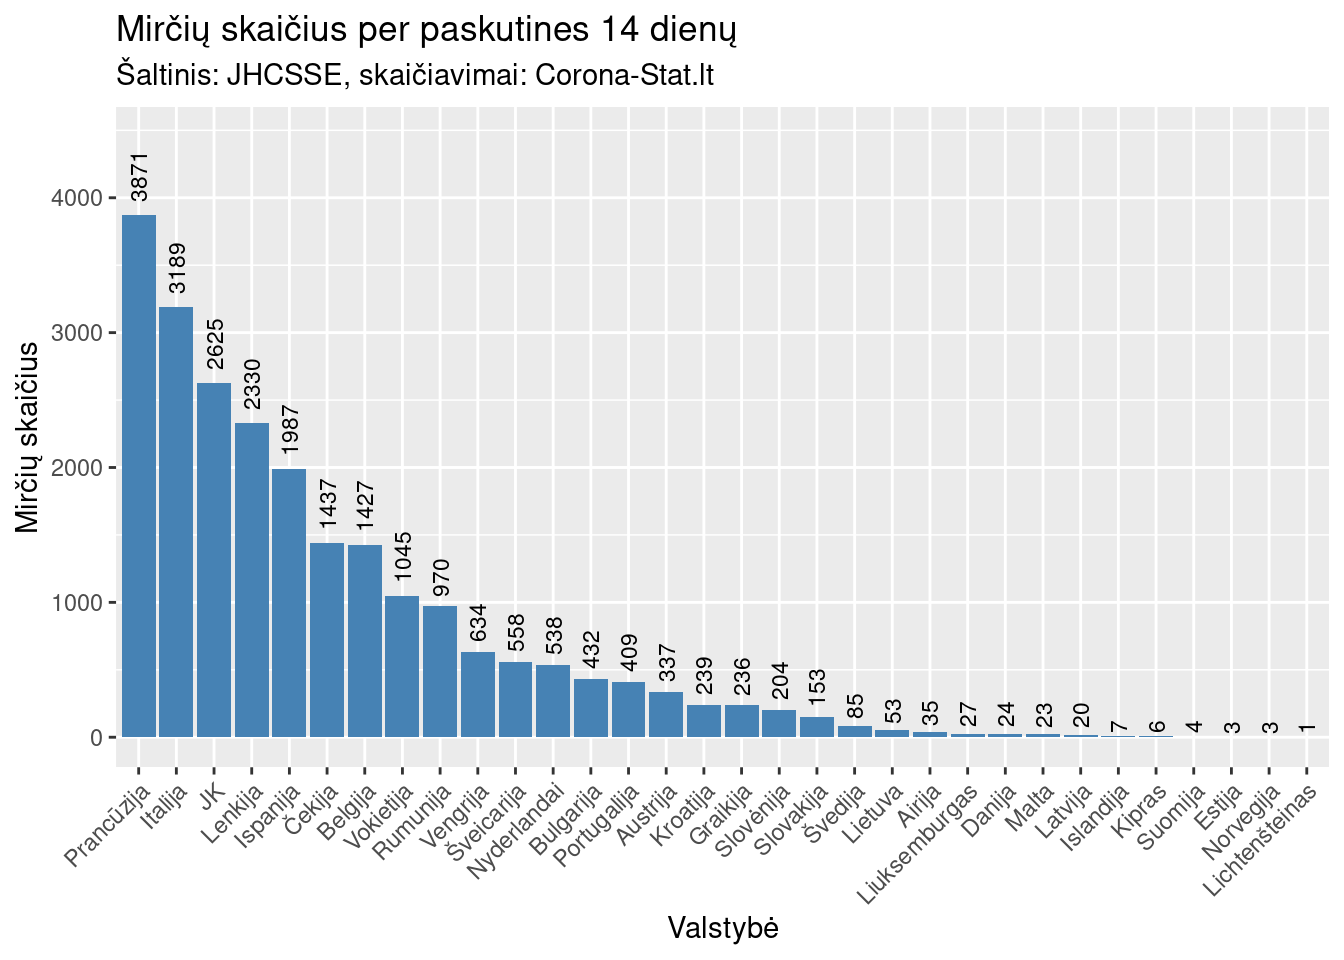 Mirčių skaičius per paskutines 14 dienų
Šaltinis: JHCSSE, skaičiavimai: Corona-Stat.lt
Mirčių skaičius
4000
3000
2000
1000
0
3871
3189
2625
2330
1987
1437
1427
1045
970
634
558
538
432
409
337
239
236
204
153
85
53
35
27
24
23
20
7
6
4
3
3
1
Prancūzija
Italija
JK
Lenkija
Ispanija
Čekija
Belgija
Vokietija
Rumunija
Vengrija
Šveicarija
Nyderlandai
Bulgarija
Portugalija
Austrija
Kroatija
Graikija
Slovėnija
Slovakija
Švedija
Lietuva
Airija
Liuksemburgas
Danija
Malta
Latvija
Islandija
Kipras
Suomija
Estija
Norvegija
Lichtenšteinas
Valstybė